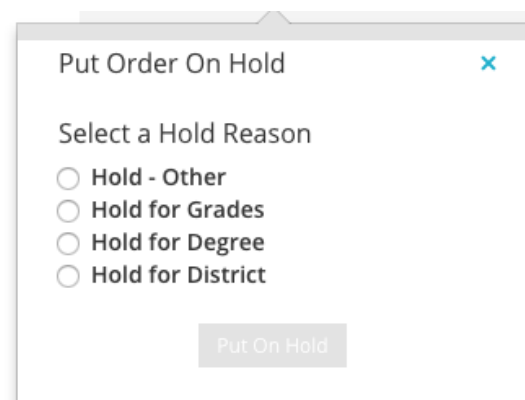 Put Order On Hold
Select a Hold Reason
Hold - Other
Hold for Grades
Hold for Degree
Hold for District
Put On Hold